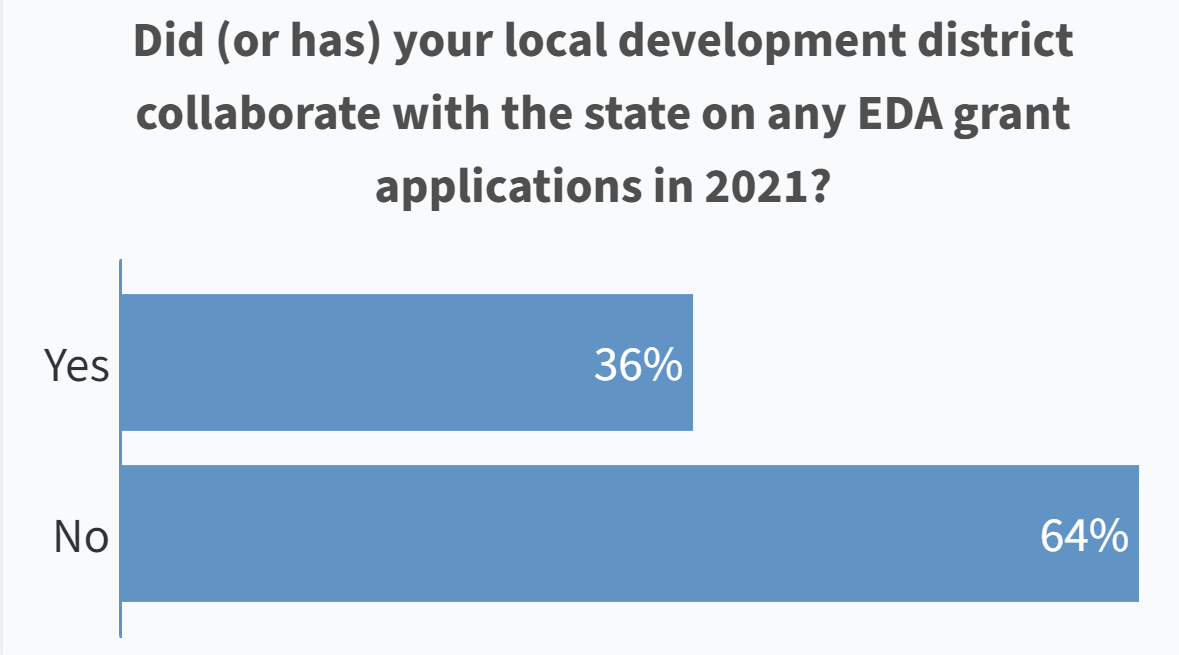 Did (or has) your local development district
collaborate with the state on any EDA grant
applications in 2021?
Yes 36%
No 64%